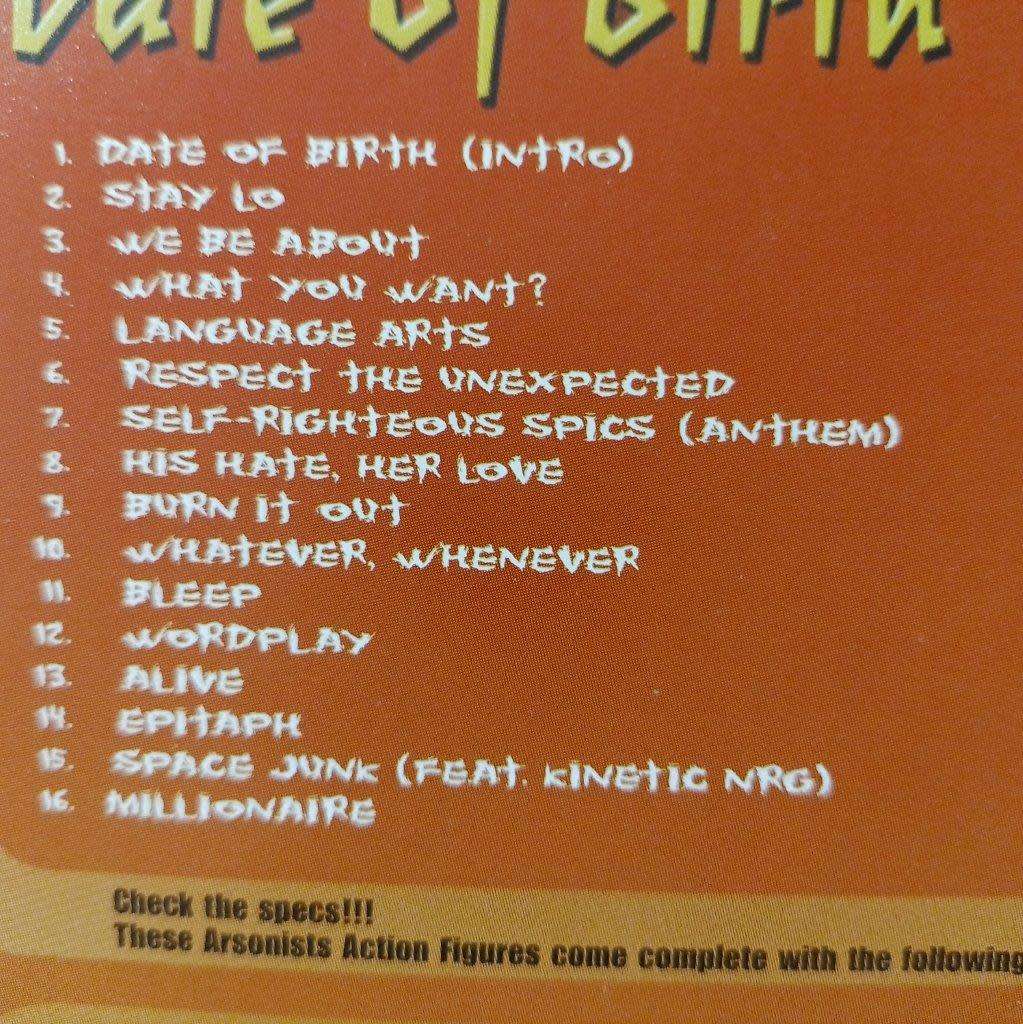 Date of Birth
1. DATE OF BIRTH (INTRO)
2. STAY LO
3. WE BE ABOUT
4. WHAT YOU WANT?
5. LANGUAGE ARTS
6. RESPECT THE UNEXPECTED
7. SELF-RIGHTEOUS SPICS (ANTHEM)
8. HIS HATE, HER LOVE
9. BURN IT OUT
10. WHATEVER, WHENEVER
11. BLEEP
12. WORDPLAY
13. ALIVE
14. EPITAPH
15. SPACE JUNK (FEAT. KINETIC NRG)
16. MILLIONAIRE
Check the specs!!!
These Arsonists Action Figures come complete with the following